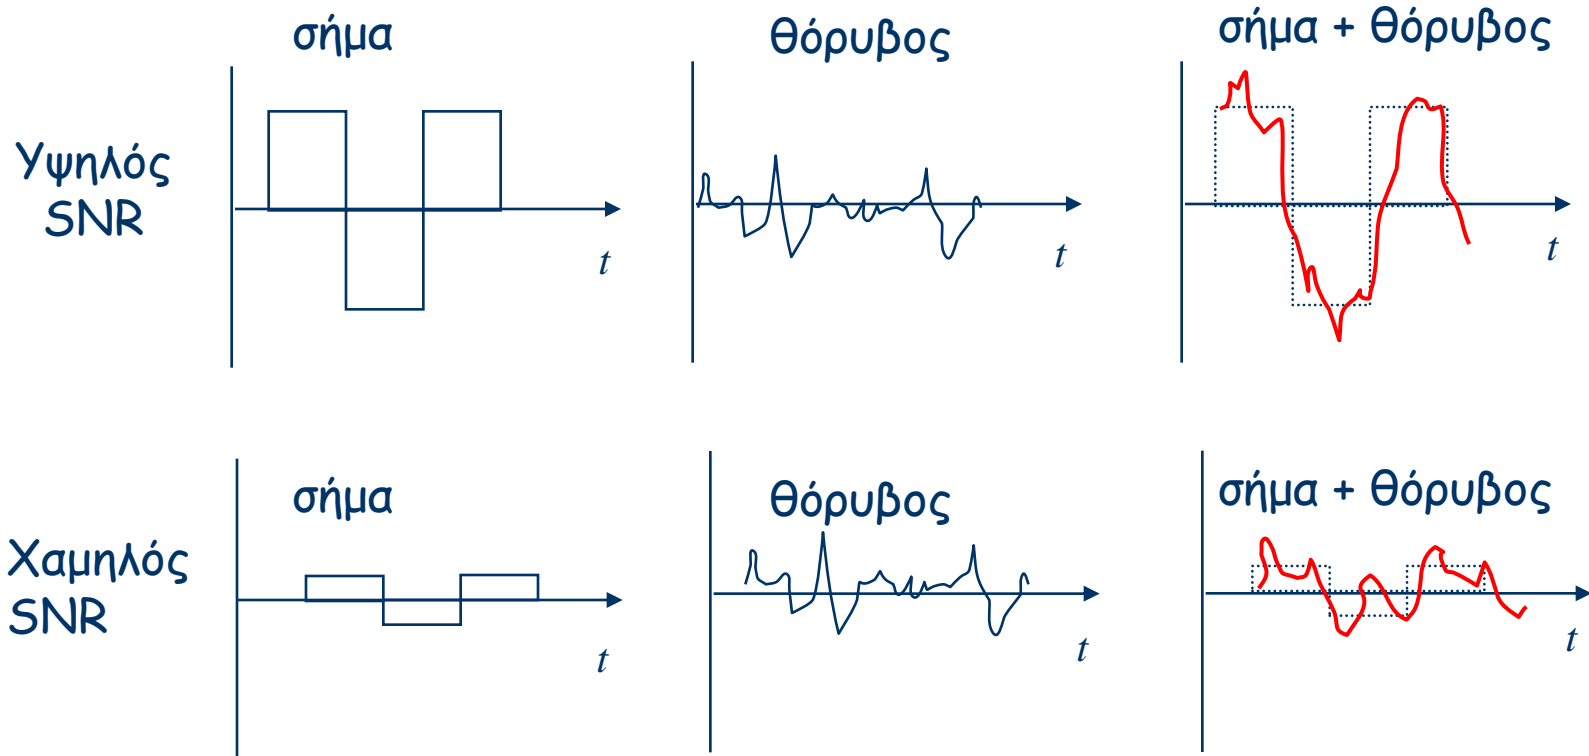 σήμα
θόρυβος
σήμα + θόρυβος
Υψηλός
SNR
t
t
t
σήμα
θόρυβος
σήμα + θόρυβος
Χαμηλός
SNR
t
t
t